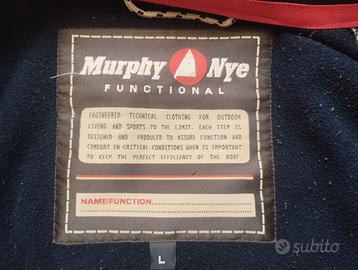 Murphy Nye
FUNCTIONAL
ENGINEERED TECHNICAL CLOTHING FOR OUTDOOR
LIVING AND SPORTS TO THE LIMIT. EACH ITEM IS
DESIGNED AND PRODUCED TO ASSURE FUNCTION AND
COMFORT IN CRITICAL CONDITIONS WHEN IS IMPORTANT
TO KEEP THE PERFECT EFFICIENCY OF THE BODY.
NAME/FUNCTION
L
subito